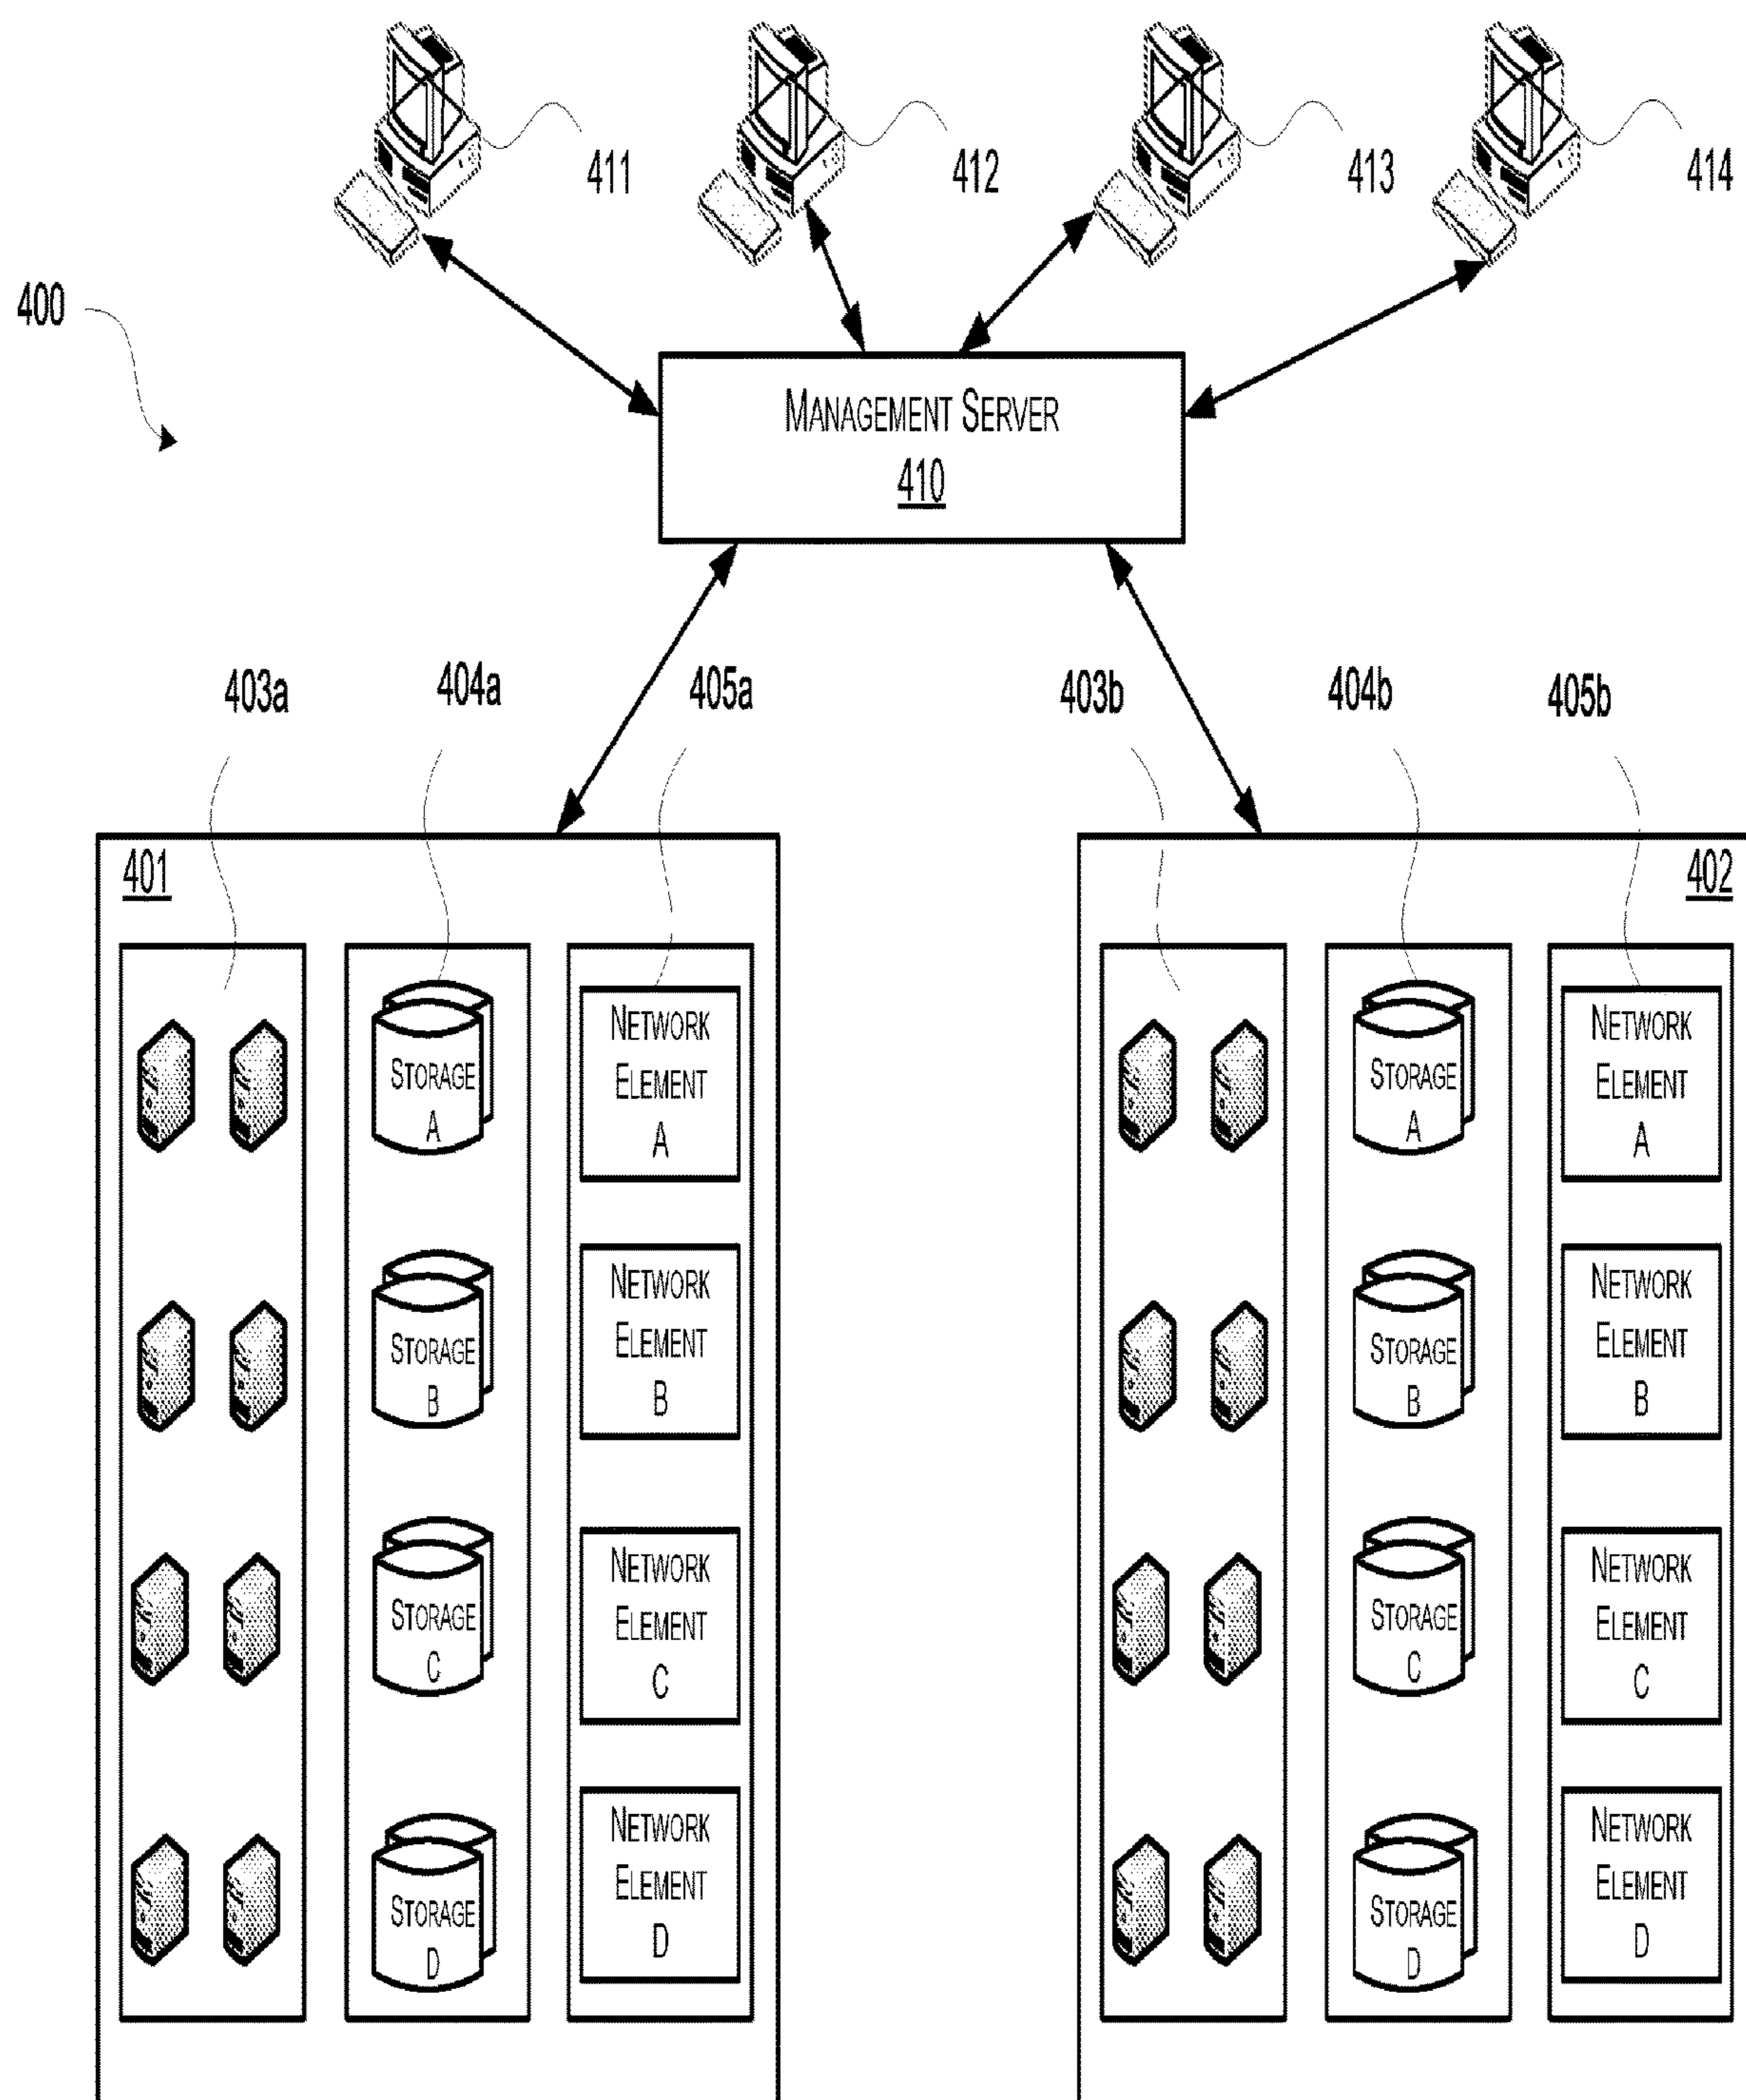 411
412
413
414
400
MANAGEMENT SERVER
410
403a
404a
405a
403b
404b
405b
401
402
STORAGE
A
NETWORK
ELEMENT
A
STORAGE
B
NETWORK
ELEMENT
B
STORAGE
C
NETWORK
ELEMENT
C
STORAGE
D
NETWORK
ELEMENT
D
STORAGE
A
NETWORK
ELEMENT
A
STORAGE
B
NETWORK
ELEMENT
B
STORAGE
C
NETWORK
ELEMENT
C
STORAGE
D
NETWORK
ELEMENT
D